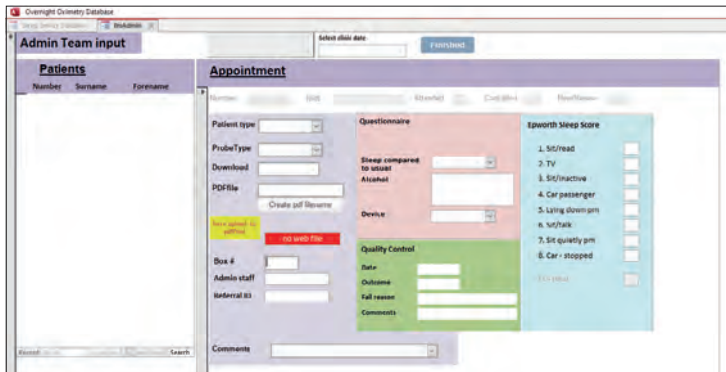 Overnight Oximetry Database
Admin Team input
Select clinic date
Finished
Patients
Number Surname Forename
Search
Appointment
Patient type
ProbeType
Download
PDFfile
Create pdf filename
no web file
Box #
Admin staff
Referral ID
Comments
Questionnaire
Sleep compared
to usual
Alcohol
Device
Quality Control
Date
Outcome
Fail reason
Comments
Epworth Sleep Score
1. Sit/read
2. TV
3. Sit/inactive
4. Car passenger
5. Lying down pm
6. Sit/talk
7. Sit quietly pm
8. Car - stopped